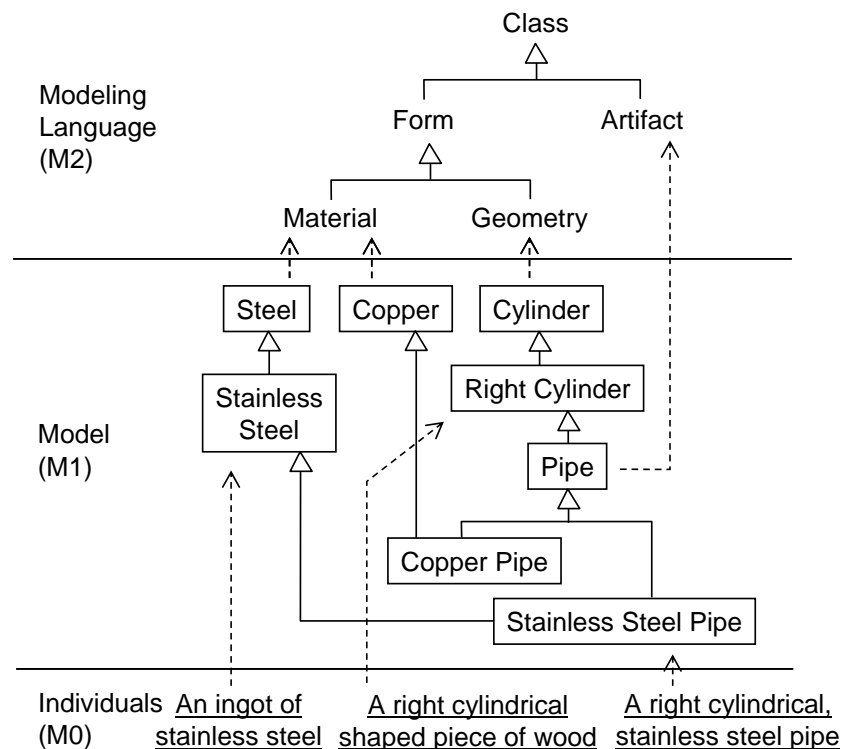 Class
Modeling
Language
(M2)
Form
Artifact
Material
Geometry
Steel
Copper
Cylinder
Stainless
Steel
Right Cylinder
Model
(M1)
Pipe
Copper Pipe
Stainless Steel Pipe
Individuals
(M0)
An ingot of
stainless steel
A right cylindrical
shaped piece of wood
A right cylindrical,
stainless steel pipe